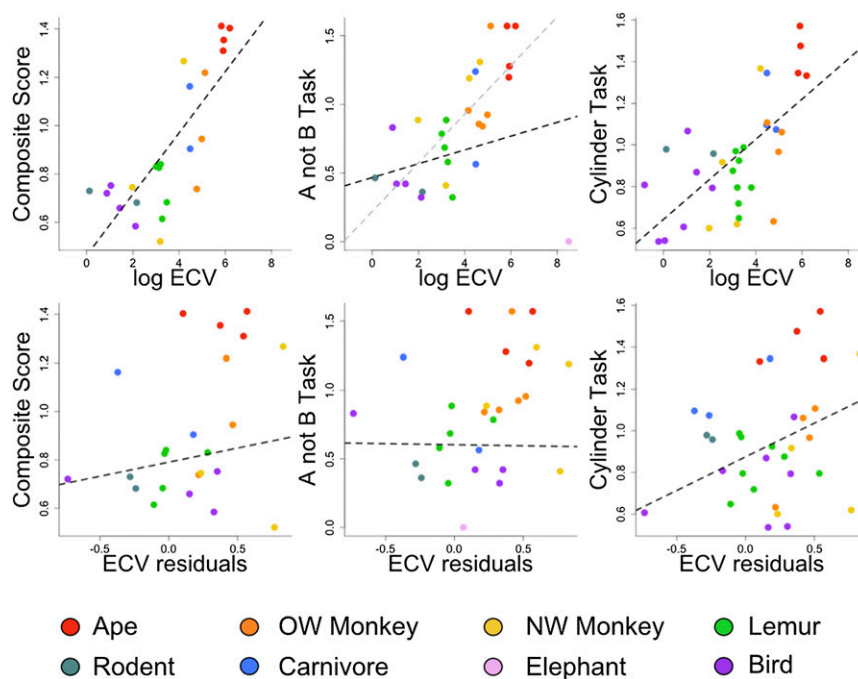 Composite Score
0.6 0.8 1.0 1.2 1.4
0 2 4 6 8
log ECV
A not B Task
0.0 0.5 1.0 1.5
0 2 4 6 8
log ECV
Cylinder Task
0.6 0.8 1.0 1.2 1.4 1.6
0 2 4 6 8
log ECV
Composite Score
0.6 0.8 1.0 1.2 1.4
-0.5 0.0 0.5
ECV residuals
A not B Task
0.0 0.5 1.0 1.5
-0.5 0.0 0.5
ECV residuals
Cylinder Task
0.6 0.8 1.0 1.2 1.4 1.6
-0.5 0.0 0.5
ECV residuals
Ape OW Monkey NW Monkey Lemur
Rodent Carnivore Elephant Bird